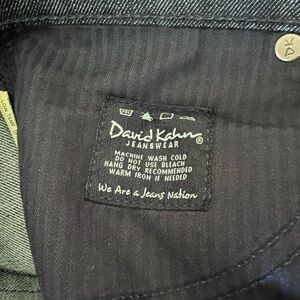 DK
David Kahn®
JEANSWEAR
MACHINE WASH COLD
DO NOT USE BLEACH
HANG DRY RECOMMENDED
WARM IRON IF NEEDED
We Are a Jeans Nation